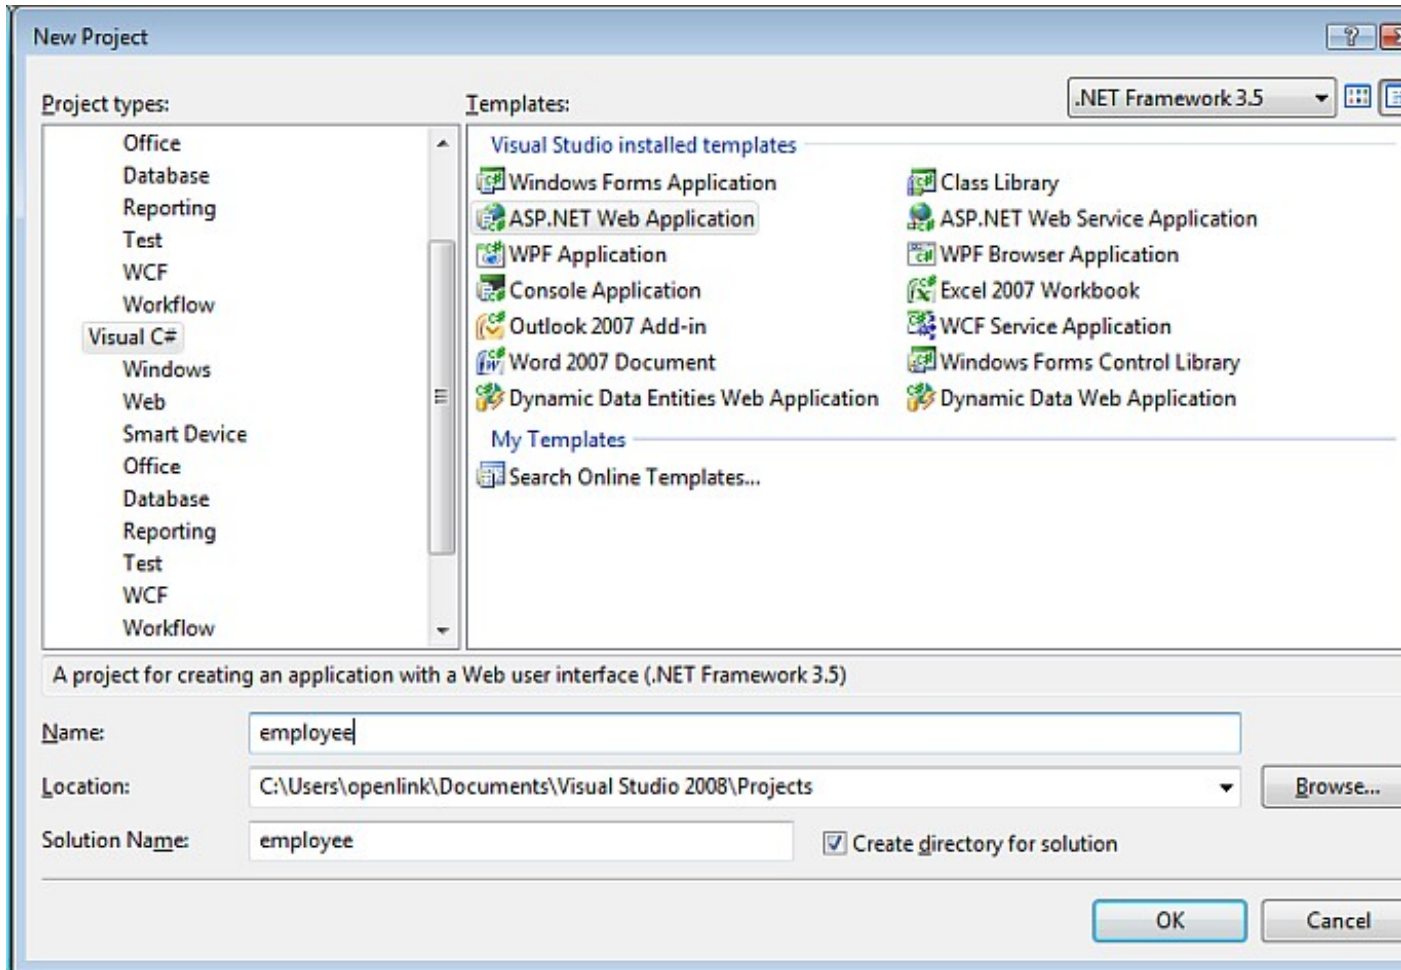 New Project
Project types:
Templates:
.NET Framework 3.5
Office
Database
Reporting
Test
WCF
Workflow
Visual C#
Windows
Web
Smart Device
Office
Database
Reporting
Test
WCF
Workflow
Visual Studio installed templates
Windows Forms Application
Class Library
ASP.NET Web Application
ASP.NET Web Service Application
WPF Application
WPF Browser Application
Console Application
Excel 2007 Workbook
Outlook 2007 Add-in
WCF Service Application
Word 2007 Document
Windows Forms Control Library
Dynamic Data Entities Web Application
Dynamic Data Web Application
My Templates
Search Online Templates...
A project for creating an application with a Web user interface (.NET Framework 3.5)
Name:
employee
Location:
C:\Users\openlink\Documents\Visual Studio 2008\Projects
Browse...
Solution Name:
employee
Create directory for solution
OK
Cancel